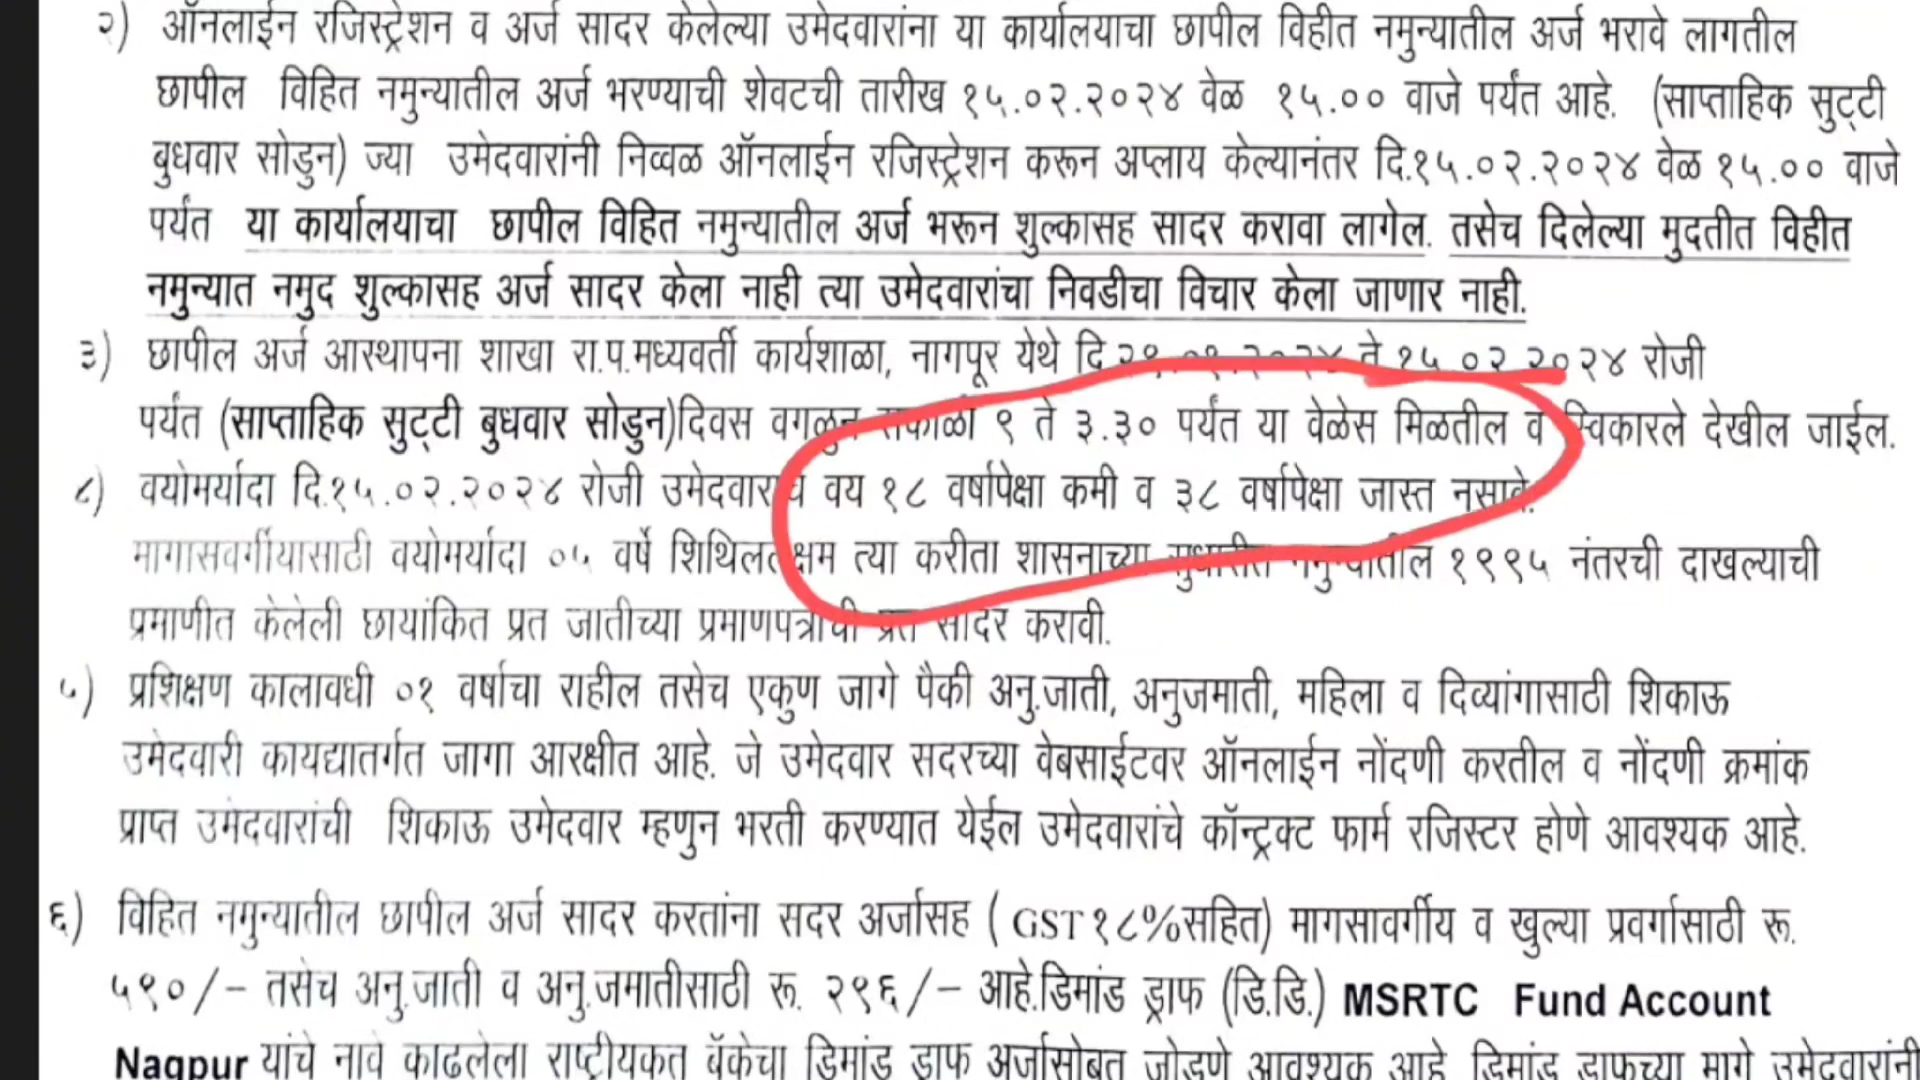 २) ऑनलाईन रजिस्ट्रेशन व अर्ज सादर केलेल्या उमेदवारांना या कार्यालयाचा छापील विहीत नमुन्यातील अर्ज भरावे लागतील
छापील विहित नमुन्यातील अर्ज भरण्याची शेवटची तारीख १५.०२.२०२४ वेळ १५.०० वाजे पर्यंत आहे. (साप्ताहिक सुट्टी
बुधवार सोडुन) ज्या उमेदवारांनी निव्वळ ऑनलाईन रजिस्ट्रेशन करून अप्लाय केल्यानंतर दि.१५.०२.२०२४ वेळ १५.०० वाजे
पर्यंत या कार्यालयाचा छापील विहित नमुन्यातील अर्ज भरून शुल्कासह सादर करावा लागेल. तसेच दिलेल्या मुदतीत विहीत
नमुन्यात नमुद शुल्कासह अर्ज सादर केला नाही त्या उमेदवारांचा निवडीचा विचार केला जाणार नाही.
३) छापील अर्ज आस्थापना शाखा रा.प.मध्यवर्ती कार्यशाळा, नागपूर येथे दि ते १५ ०२ २०२४ रोजी
पर्यंत (साप्ताहिक सुट्टी बुधवार सोडुन)दिवस वगळुन सकाळी ९ ते ३.३० पर्यंत या वेळेस मिळतील व स्विकारले देखील जाईल.
४) वयोमर्यादा दि.१५.०२.२०२४ रोजी उमेदवाराचे वय १८ वर्षापेक्षा कमी व ३८ वर्षापेक्षा जास्त नसावे.
मागासवर्गीयासाठी वयोमर्यादा ०५ वर्षे शिथिलतक्षम त्या करीता शासनाच्या सुधारीत नमुन्यातील १९९५ नंतरची दाखल्याची
प्रमाणीत केलेली छायांकित प्रत जातीच्या प्रमाणपत्राची प्रत सादर करावी.
५) प्रशिक्षण कालावधी ०१ वर्षाचा राहील तसेच एकुण जागे पैकी अनु.जाती, अनुजमाती, महिला व दिव्यांगासाठी शिकाऊ
उमेदवारी कायद्यातर्गत जागा आरक्षीत आहे. जे उमेदवार सदरच्या वेबसाईटवर ऑनलाईन नोंदणी करतील व नोंदणी क्रमांक
प्राप्त उमेदवारांची शिकाऊ उमेदवार म्हणुन भरती करण्यात येईल उमेदवारांचे कॉन्ट्रक्ट फार्म रजिस्टर होणे आवश्यक आहे.
६) विहित नमुन्यातील छापील अर्ज सादर करतांना सदर अर्जासह ( GST१८%सहित) मागसावर्गीय व खुल्या प्रवर्गासाठी रू.
५९०/- तसेच अनु.जाती व अनु.जमातीसाठी रू. २९६/- आहे.डिमांड ड्राफ (डि.डि.) MSRTC Fund Account
Nagpur यांचे नावे काढलेला राष्ट्रीयकृत बॅकेचा डिमांड ड्राफ अर्जासोबत जोडणे आवश्यक आहे डिमांड ड्राफच्या मागे उमेदवारांनी